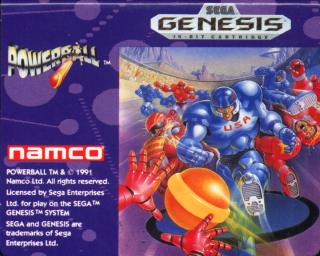 SEGA
GENESIS
16-BIT CARTRIDGE
POWERBALL™
USA
namco
POWERBALL TM & © 1991
Namco Ltd. All rights reserved.
Licensed by Sega Enterprises
Ltd. for play on the SEGA™
GENESIS™ SYSTEM
SEGA and GENESIS are
trademarks of Sega
Enterprises Ltd.